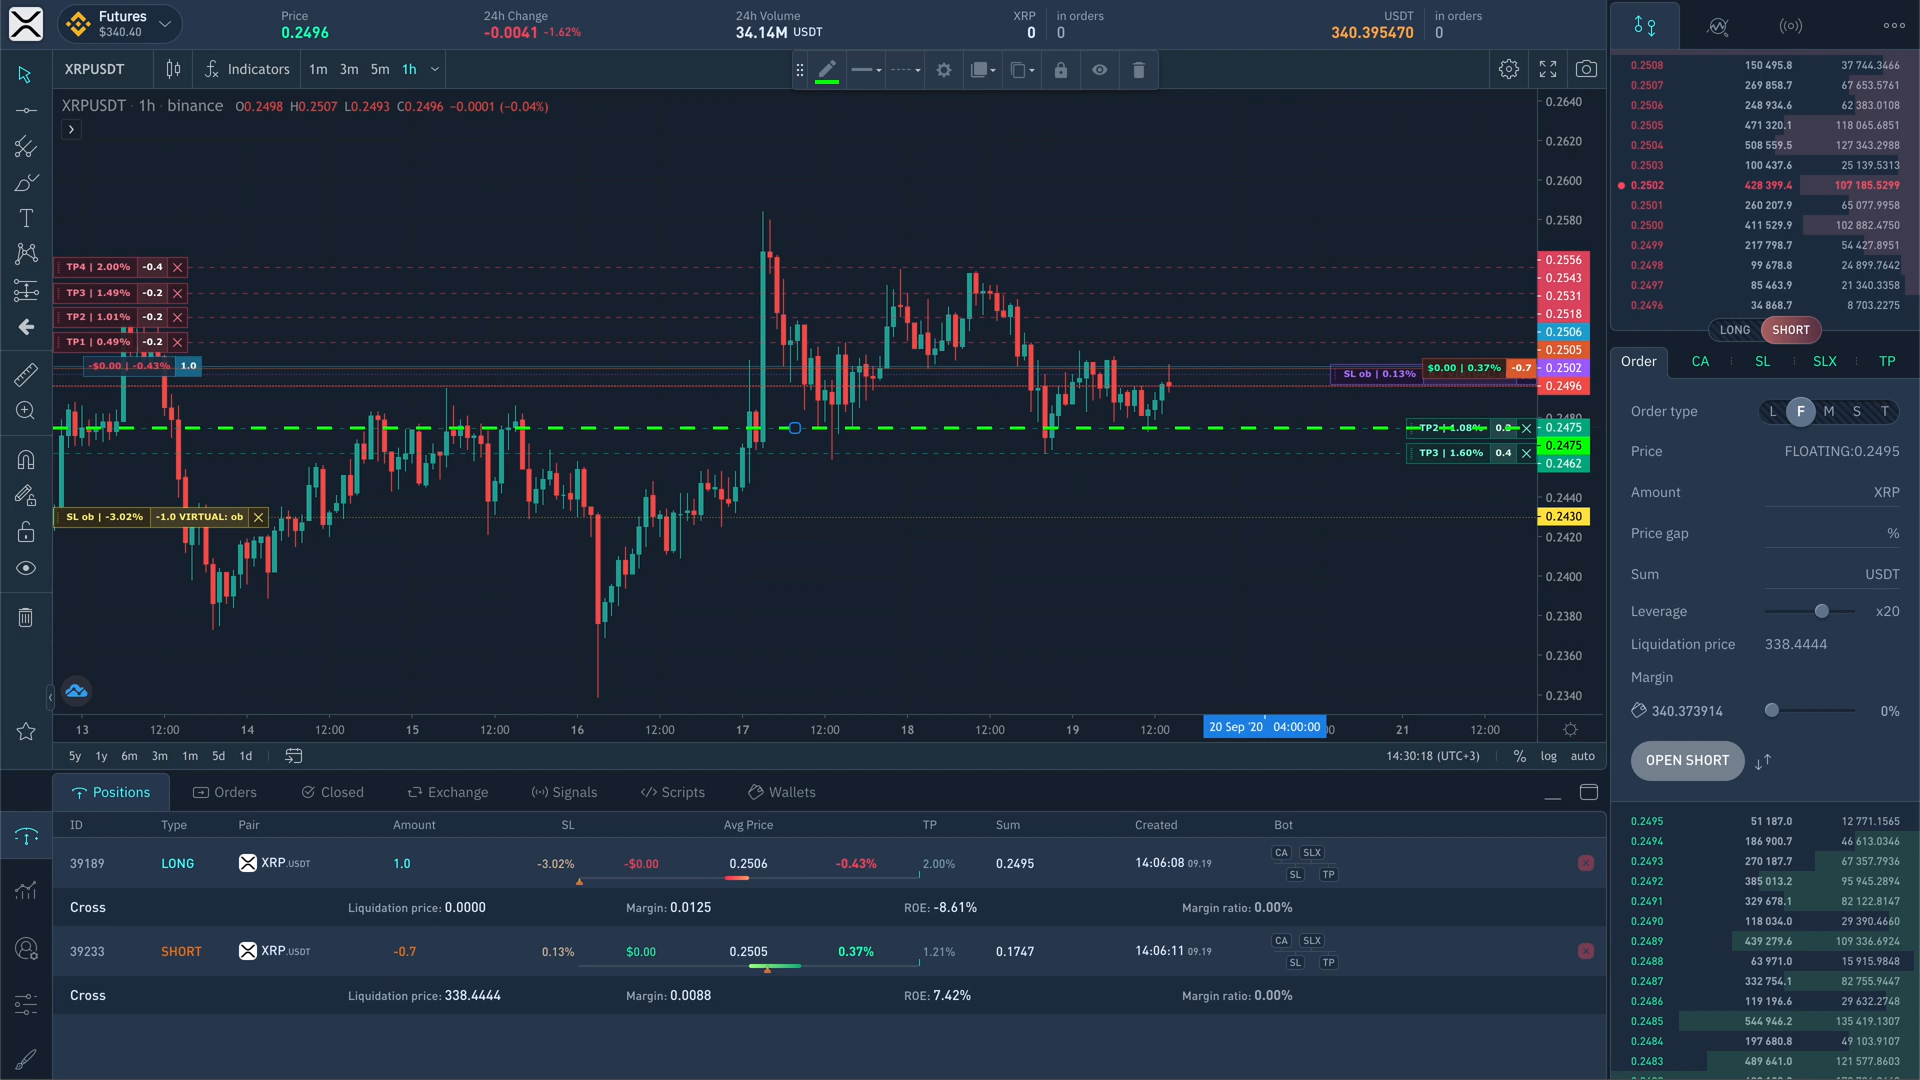 Futures
$340.40
Price
0.2496
24h Change
-0.0041 -1.62%
24h Volume
34.14M USDT
XRP
0
in orders
0
USDT
340.395470
in orders
0
XRPUSDT
Indicators
1m 3m 5m 1h
XRPUSDT · 1h · binance O0.2498 H0.2507 L0.2493 C0.2496 −0.0001 (−0.04%)
TP4 | 2.00% -0.4
TP3 | 1.49% -0.2
TP2 | 1.01% -0.2
TP1 | 0.49% -0.2
-$0.00 | -0.43% 1.0
SL ob | -3.02% -1.0 VIRTUAL: ob
SL ob | 0.13%
$0.00 | 0.37% -0.7
TP2 | 1.08%
TP3 | 1.60% 0.4
0.2640
0.2620
0.2600
0.2580
0.2556
0.2543
0.2531
0.2518
0.2506
0.2505
0.2502
0.2496
0.2480
0.2475
0.2475
0.2462
0.2440
0.2430
0.2420
0.2400
0.2380
0.2360
0.2340
13 12:00 14 12:00 15 12:00 16 12:00 17 12:00 18 12:00 19 12:00 20 Sep '20 04:00:00 21 12:00
5y 1y 6m 3m 1m 5d 1d
14:30:18 (UTC+3) % log auto
Positions Orders Closed Exchange Signals Scripts Wallets
ID Type Pair Amount SL Avg Price TP Sum Created Bot
39189 LONG XRP.USDT 1.0 -3.02% -$0.00 0.2506 -0.43% 2.00% 0.2495 14:06:08 09.19 CA SLX
SL TP
Cross Liquidation price: 0.0000 Margin: 0.0125 ROE: -8.61% Margin ratio: 0.00%
39233 SHORT XRP.USDT -0.7 0.13% $0.00 0.2505 0.37% 1.21% 0.1747 14:06:11 09.19 CA SLX
SL TP
Cross Liquidation price: 338.4444 Margin: 0.0088 ROE: 7.42% Margin ratio: 0.00%
0.2508 150 495.8 37 744.3466
0.2507 269 858.7 67 653.5761
0.2506 248 934.6 62 383.0108
0.2505 471 320.1 118 065.6851
0.2504 508 559.5 127 343.2988
0.2503 100 437.6 25 139.5313
0.2502 428 399.4 107 185.5299
0.2501 260 207.9 65 077.9958
0.2500 411 529.9 102 882.4750
0.2499 217 798.7 54 427.8951
0.2498 99 678.8 24 899.7642
0.2497 85 463.9 21 340.3358
0.2496 34 868.7 8 703.2275
LONG SHORT
Order CA SL SLX TP
Order type L F M S T
Price FLOATING:0.2495
Amount XRP
Price gap %
Sum USDT
Leverage x20
Liquidation price 338.4444
Margin
340.373914 0%
OPEN SHORT
0.2495 51 187.0 12 771.1565
0.2494 186 900.7 46 613.0346
0.2493 270 187.7 67 357.7936
0.2492 385 013.2 95 945.2894
0.2491 329 678.1 82 122.8147
0.2490 118 034.0 29 390.4660
0.2489 439 279.6 109 336.6924
0.2488 63 971.0 15 915.9848
0.2487 332 754.1 82 755.9447
0.2486 119 196.6 29 632.2748
0.2485 544 946.2 135 419.1307
0.2484 197 680.8 49 103.9107
0.2483 489 641.0 121 577.8603